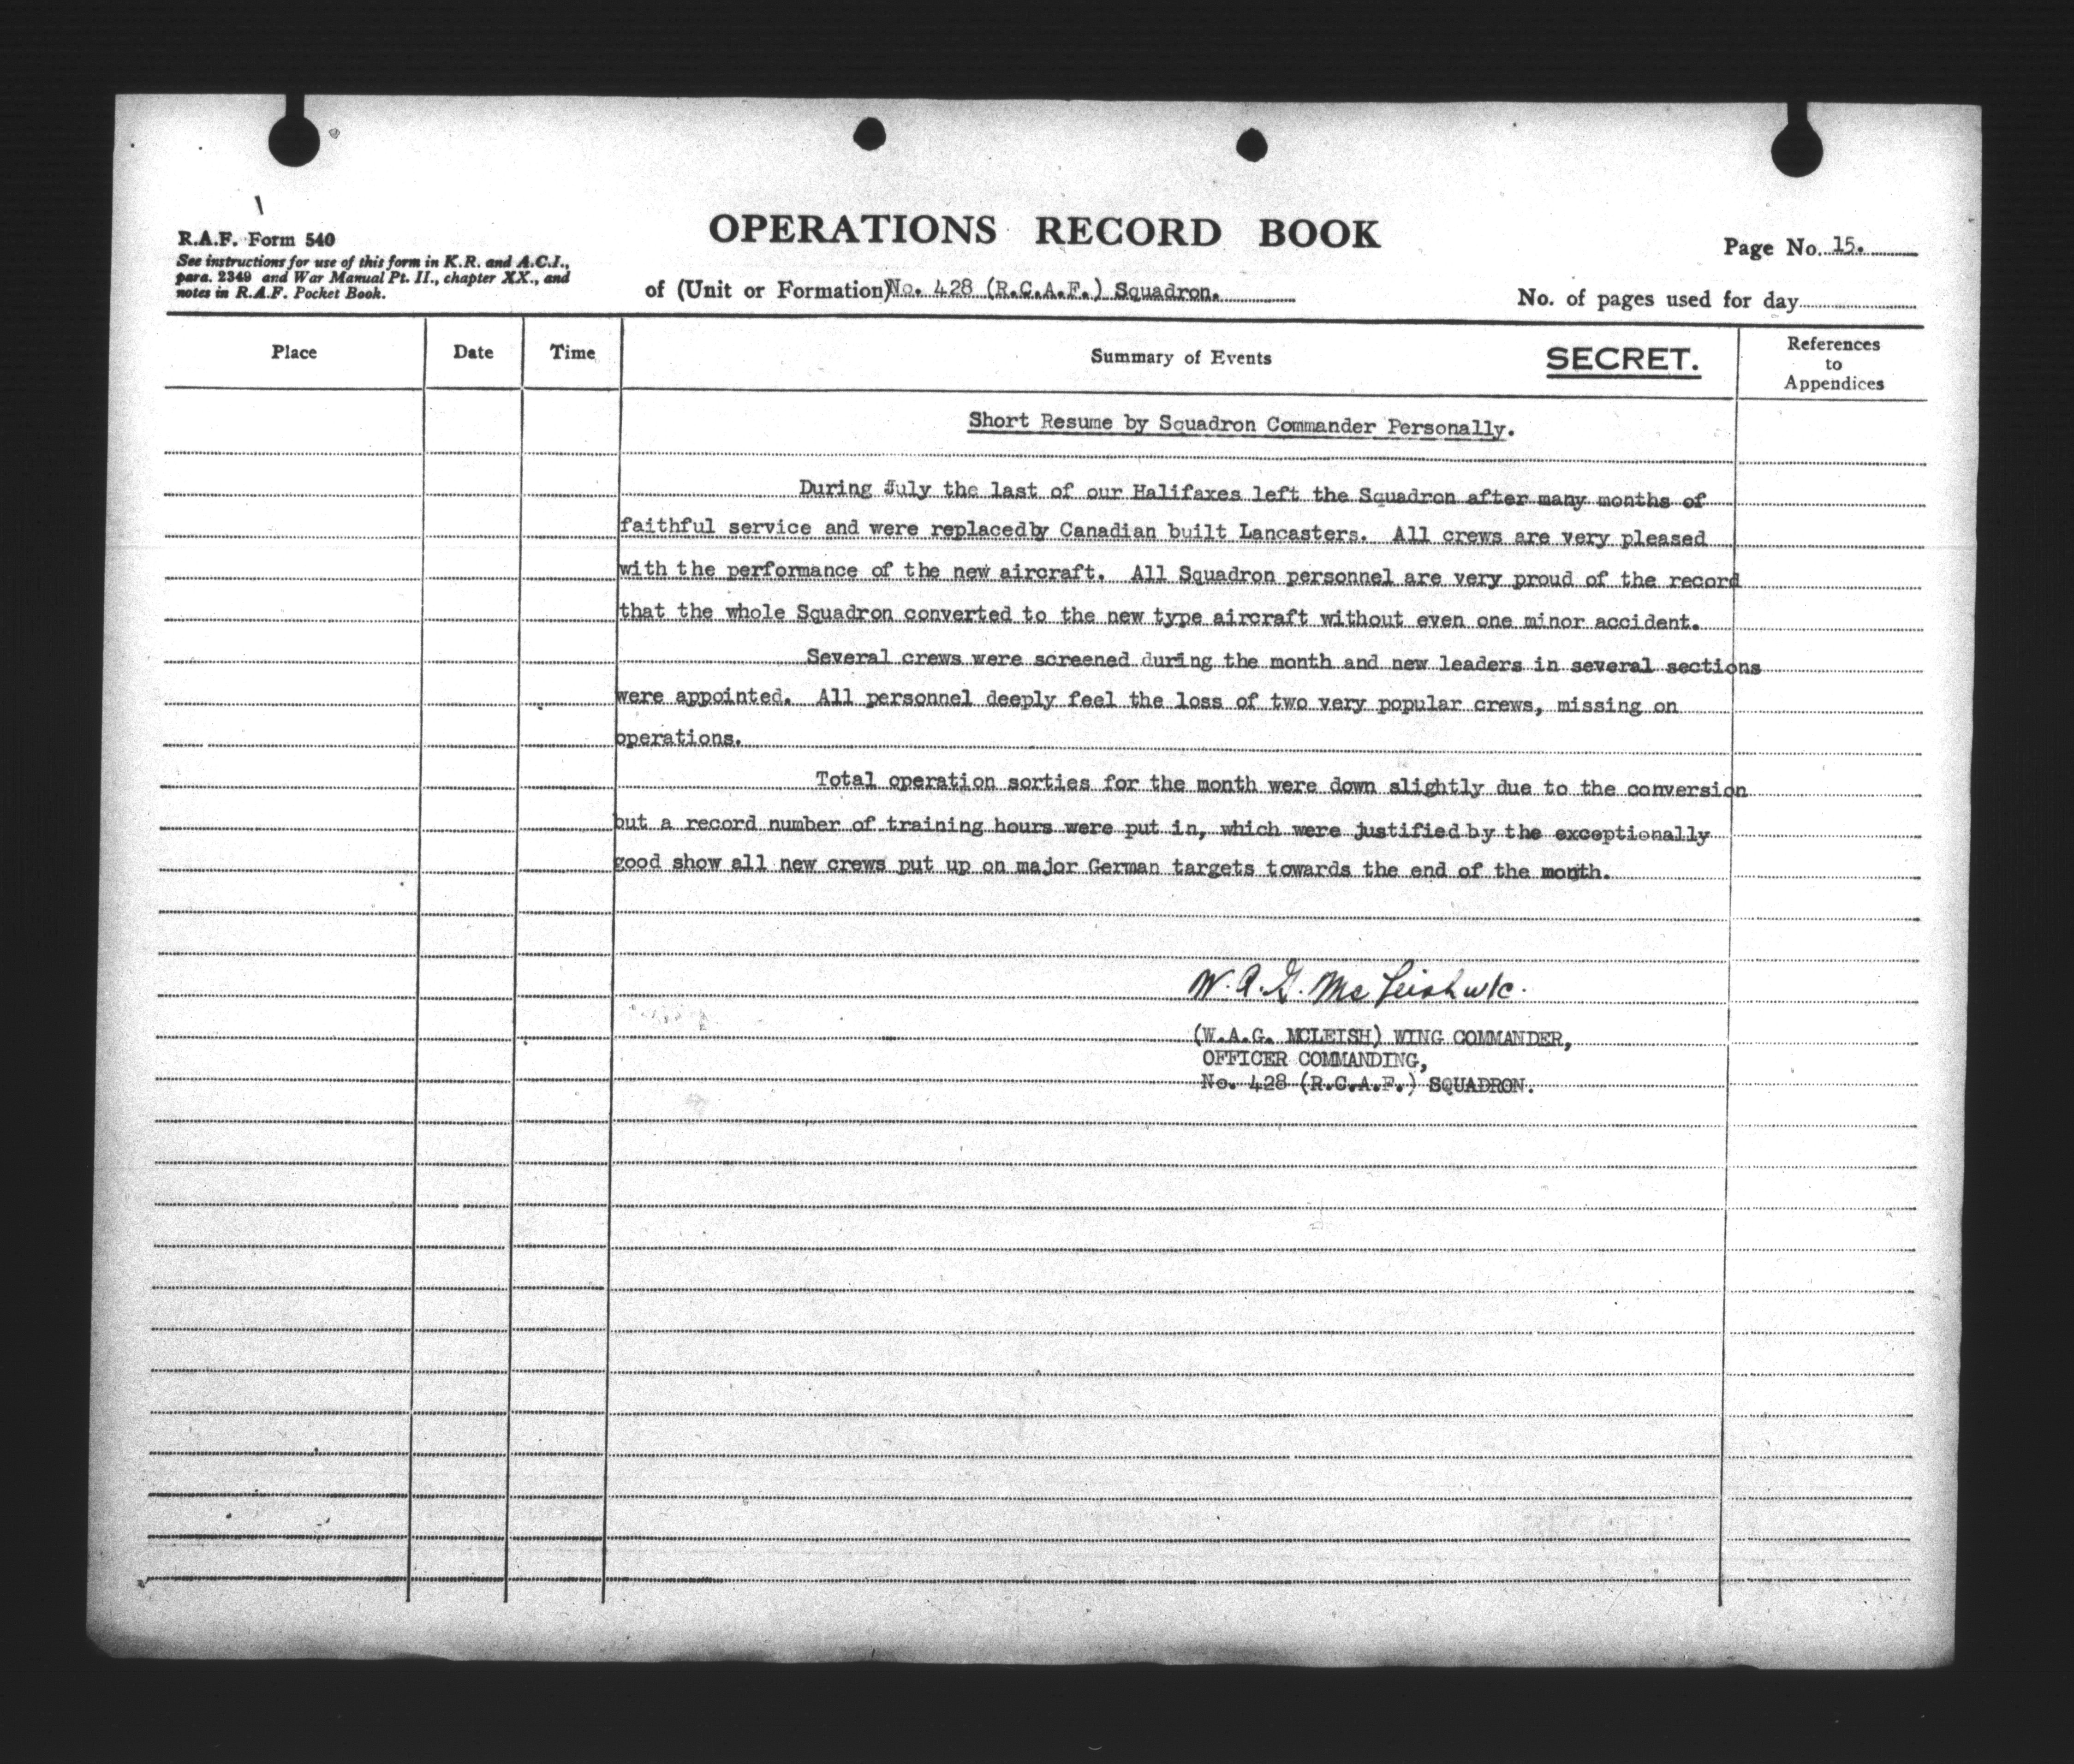 R.A.F. Form 540
See instructions for use of this form in K.R. and A.C.I.,
para. 2349 and War Manual Pt. II., chapter XX., and
notes in R.A.F. Pocket Book.
OPERATIONS RECORD BOOK
of (Unit or Formation) No. 428 (R.C.A.F.) Squadron.
Page No. 15.
No. of pages used for day
Place
Date
Time
Summary of Events
SECRET.
References
to
Appendices
Short Resume by Squadron Commander Personally.
During July the last of our Halifaxes left the Squadron after many months of
faithful service and were replacedby Canadian built Lancasters. All crews are very pleased
with the performance of the new aircraft. All Squadron personnel are very proud of the record
that the whole Squadron converted to the new type aircraft without even one minor accident.
Several crews were screened during the month and new leaders in several sections
were appointed. All personnel deeply feel the loss of two very popular crews, missing on
operations.
Total operation sorties for the month were down slightly due to the conversion
but a record number of training hours were put in, which were justified by the exceptionally
good show all new crews put up on major German targets towards the end of the month.
W. A. G. McLeish w/c.
(W.A.G. MCLEISH) WING COMMANDER,
OFFICER COMMANDING,
No. 428 (R.C.A.F.) SQUADRON.